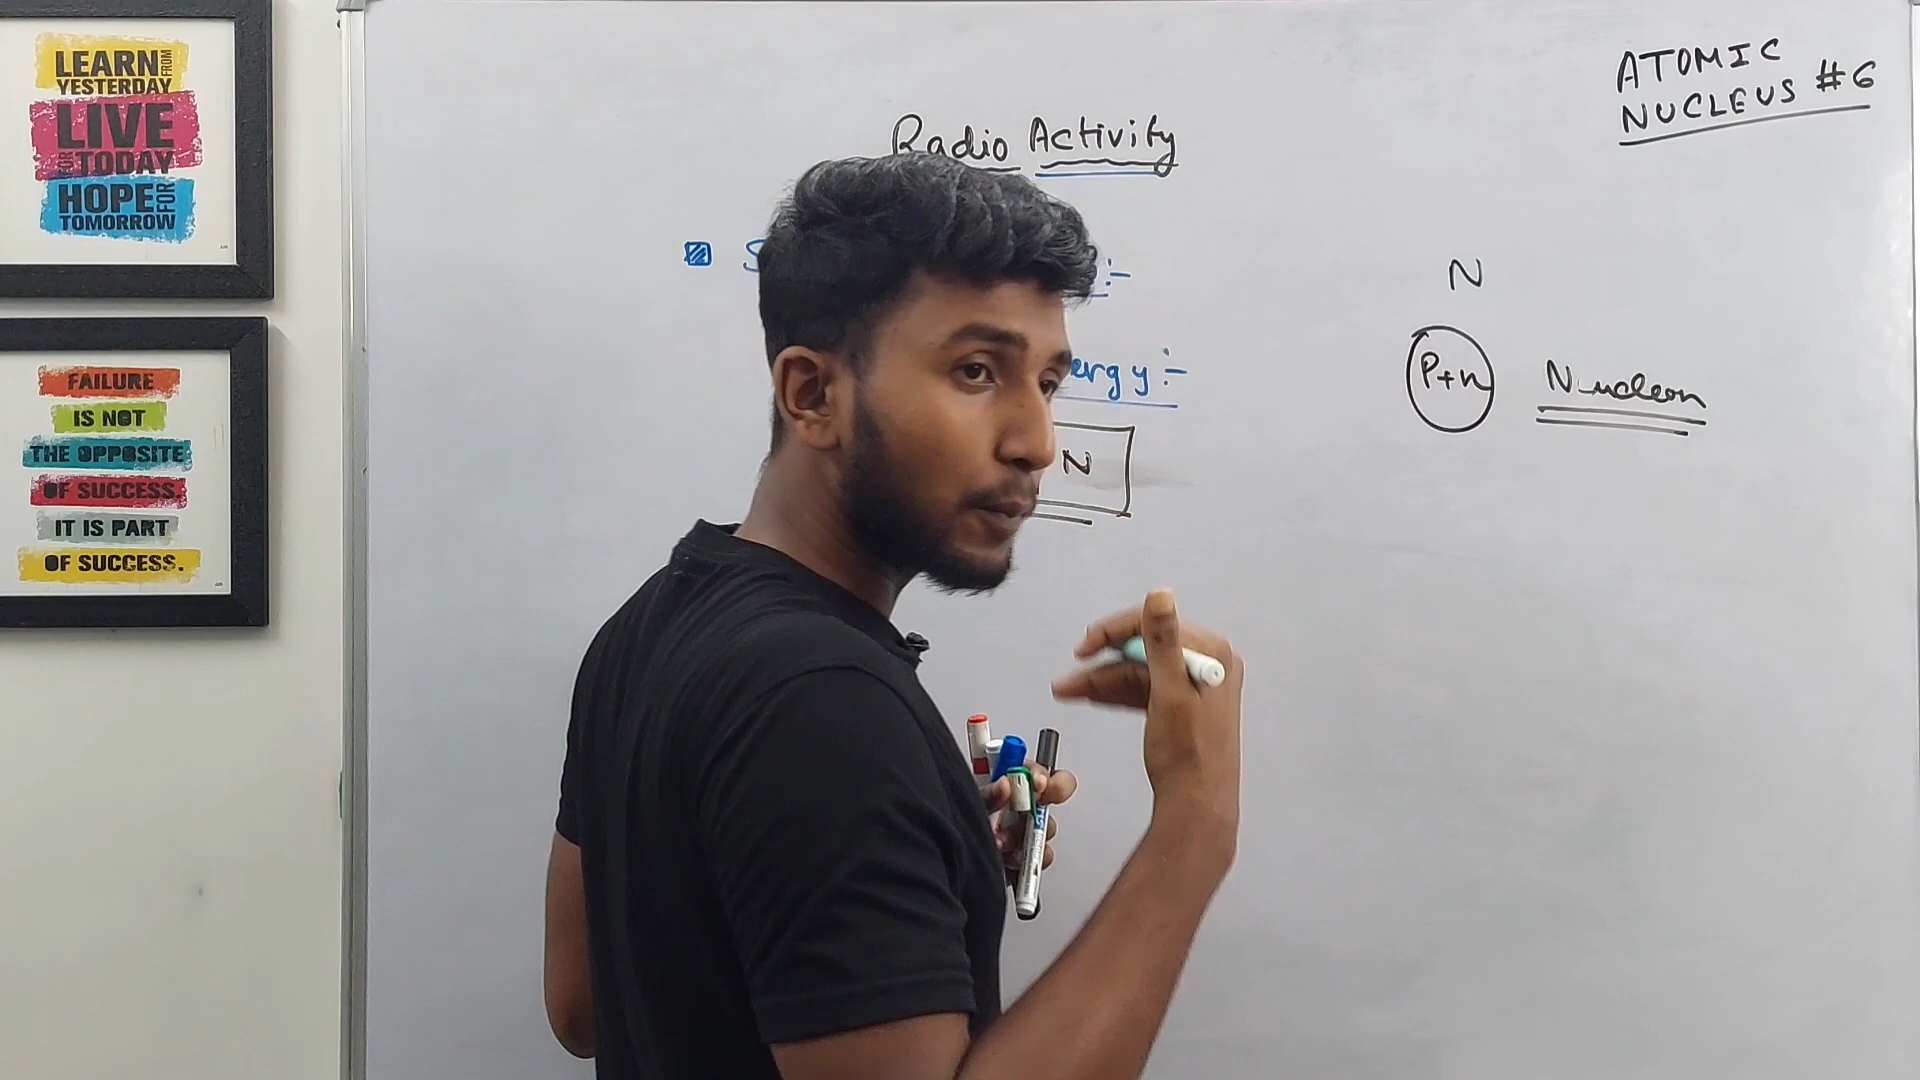 LEARN FROM
YESTERDAY
LIVE
FOR TODAY
HOPE FOR
TOMORROW
FAILURE
IS NOT
THE OPPOSITE
OF SUCCESS.
IT IS PART
OF SUCCESS.
Radio Activity
:-
:-
N
ATOMIC
NUCLEUS #6
N
P+n Nucleon